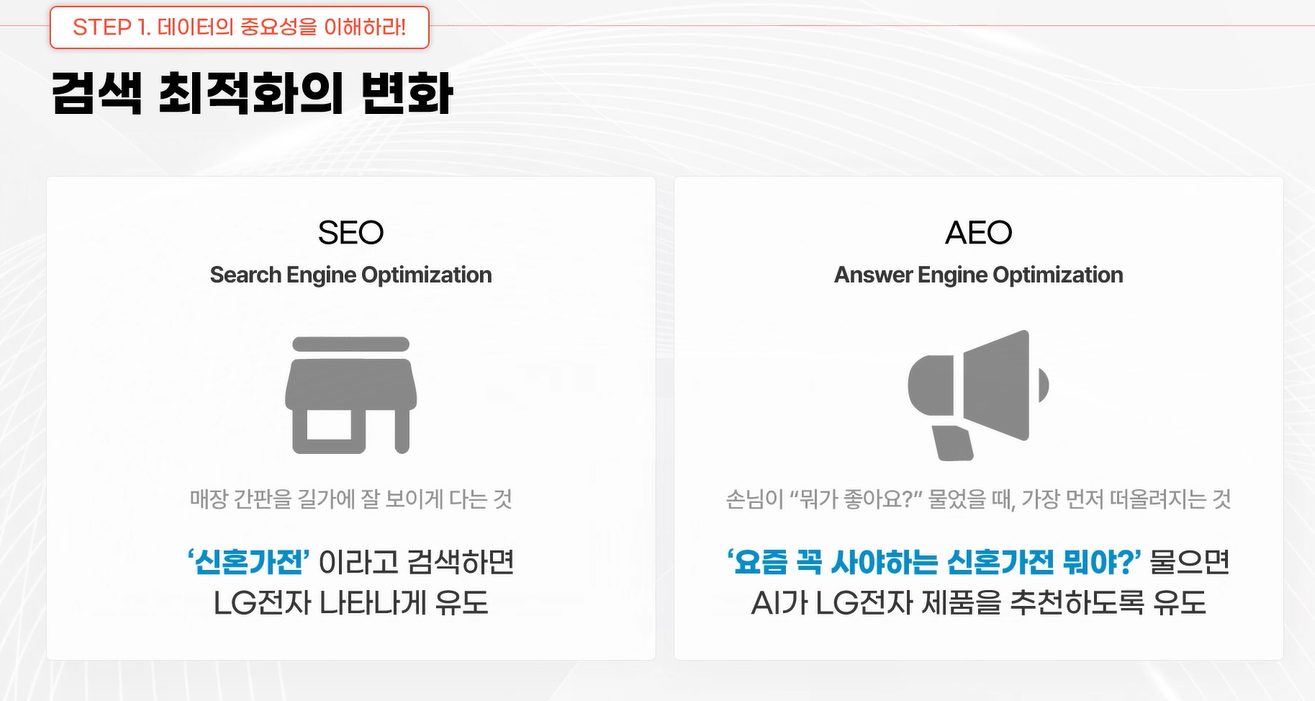 STEP 1. 데이터의 중요성을 이해하라!
검색 최적화의 변화
SEO
Search Engine Optimization
매장 간판을 길가에 잘 보이게 다는 것
‘신혼가전’ 이라고 검색하면
LG전자 나타나게 유도
AEO
Answer Engine Optimization
손님이 “뭐가 좋아요?” 물었을 때, 가장 먼저 떠올려지는 것
‘요즘 꼭 사야하는 신혼가전 뭐야?’ 물으면
AI가 LG전자 제품을 추천하도록 유도